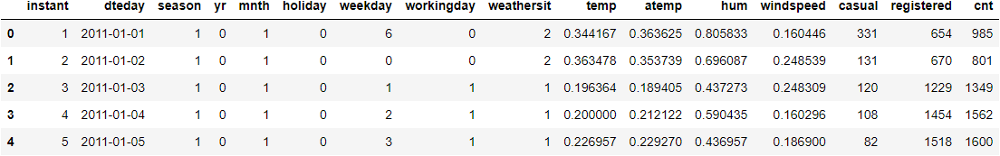 instant dteday season yr mnth holiday weekday workingday weathersit temp atemp hum windspeed casual registered cnt
0 1 2011-01-01 1 0 1 0 6 0 2 0.344167 0.363625 0.805833 0.160446 331 654 985
1 2 2011-01-02 1 0 1 0 0 0 2 0.363478 0.353739 0.696087 0.248539 131 670 801
2 3 2011-01-03 1 0 1 0 1 1 1 0.196364 0.189405 0.437273 0.248309 120 1229 1349
3 4 2011-01-04 1 0 1 0 2 1 1 0.200000 0.212122 0.590435 0.160296 108 1454 1562
4 5 2011-01-05 1 0 1 0 3 1 1 0.226957 0.229270 0.436957 0.186900 82 1518 1600